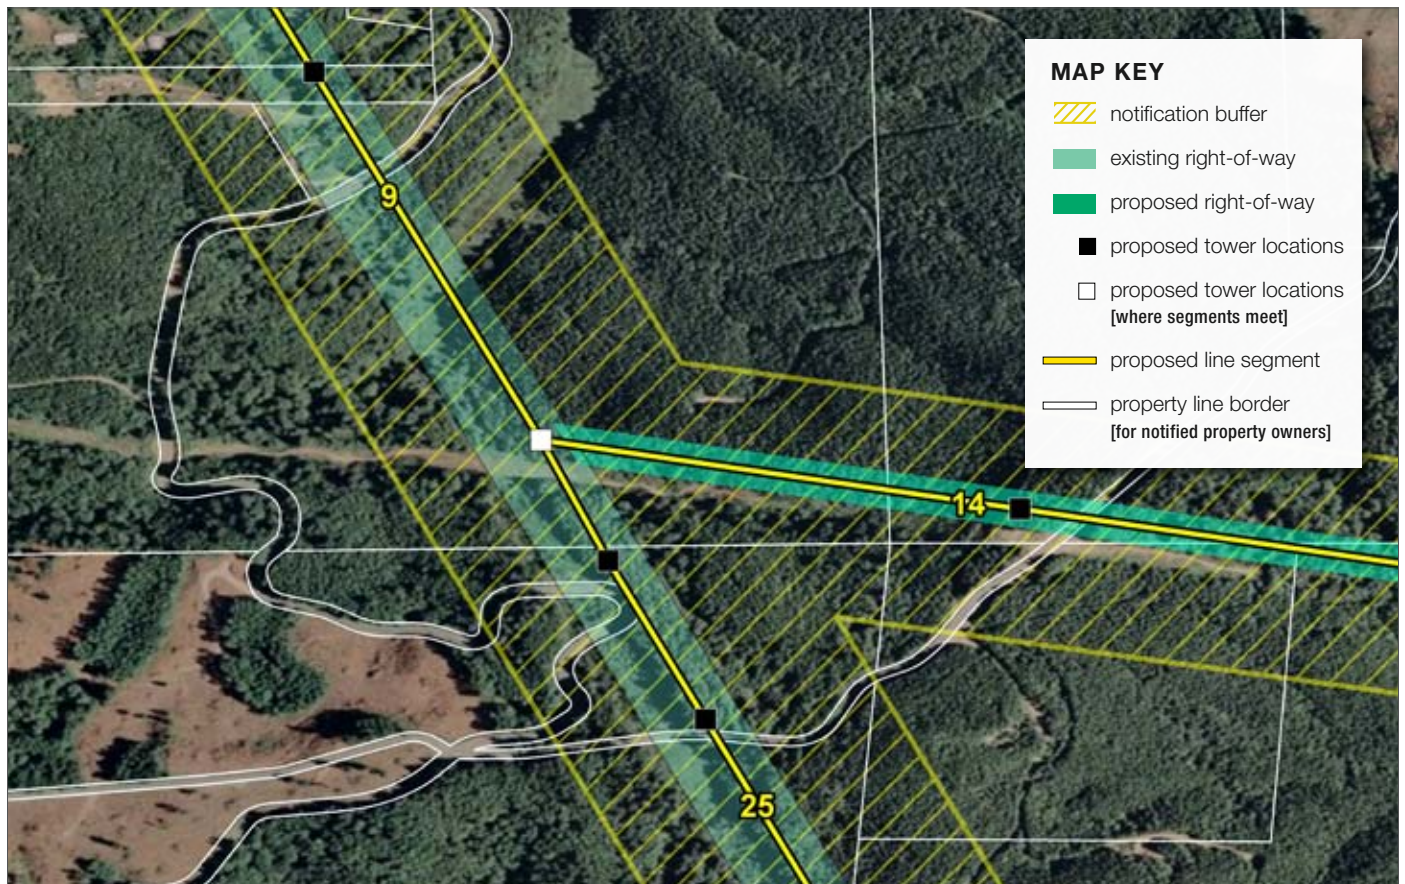 MAP KEY
notification buffer
existing right-of-way
proposed right-of-way
proposed tower locations
proposed tower locations
[where segments meet]
proposed line segment
property line border
[for notified property owners]
9
14
25